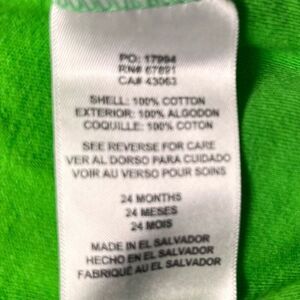 PO: 17994
RN# 67891
CA# 43063
SHELL: 100% COTTON
EXTERIOR: 100% ALGODON
COQUILLE: 100% COTON
SEE REVERSE FOR CARE
VER AL DORSO PARA CUIDADO
VOIR AU VERSO POUR SOINS
24 MONTHS
24 MESES
24 MOIS
MADE IN EL SALVADOR
HECHO EN EL SALVADOR
FABRIQUÉ AU EL SALVADOR